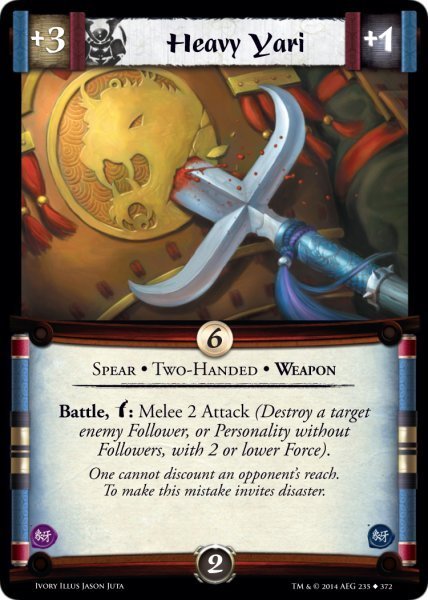 +3
Heavy Yari
+1
6
Spear • Two-Handed • Weapon
Battle, : Melee 2 Attack (Destroy a target
enemy Follower, or Personality without
Followers, with 2 or lower Force).
One cannot discount an opponent's reach.
To make this mistake invites disaster.
2
Ivory Illus Jason Juta
TM & © 2014 AEG 235 ◆ 372